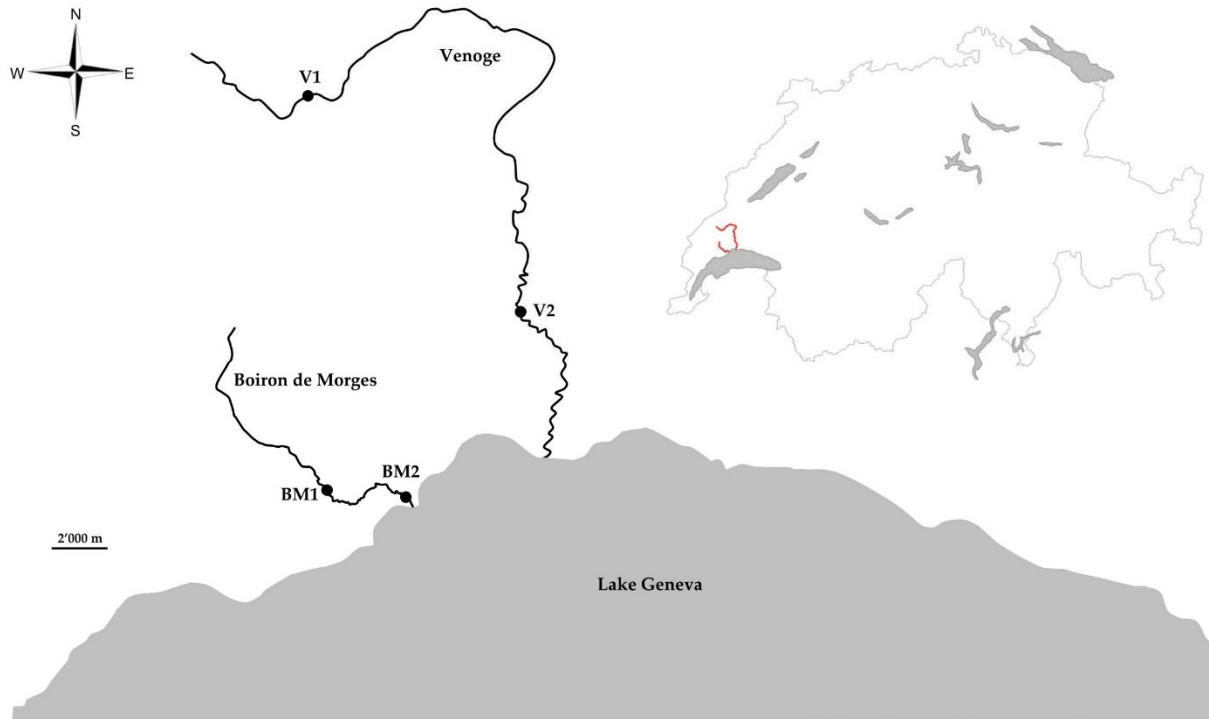 N
Venoge
W E
V1
S
V2
Boiron de Morges
BM2
BM1
2’000 m
Lake Geneva